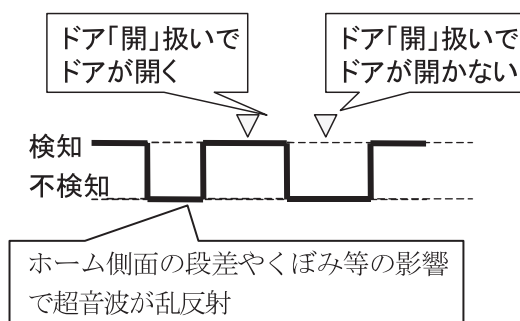 ドア「開」扱いで
ドアが開く
ドア「開」扱いで
ドアが開かない
検知
不検知
ホーム側面の段差やくぼみ等の影響
で超音波が乱反射